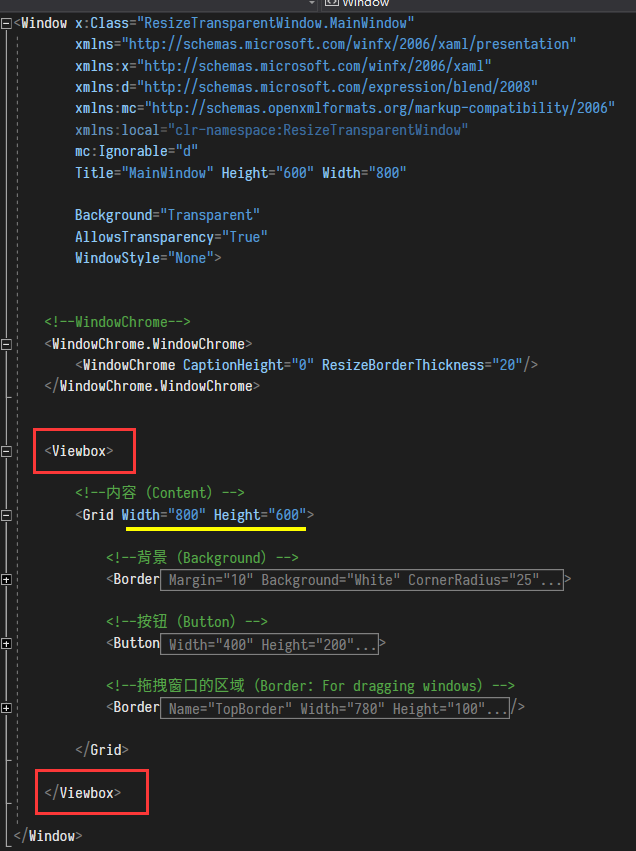 Window
<Window x:Class="ResizeTransparentWindow.MainWindow"
xmlns="http://schemas.microsoft.com/winfx/2006/xaml/presentation"
xmlns:x="http://schemas.microsoft.com/winfx/2006/xaml"
xmlns:d="http://schemas.microsoft.com/expression/blend/2008"
xmlns:mc="http://schemas.openxmlformats.org/markup-compatibility/2006"
xmlns:local="clr-namespace:ResizeTransparentWindow"
mc:Ignorable="d"
Title="MainWindow" Height="600" Width="800"
Background="Transparent"
AllowsTransparency="True"
WindowStyle="None">
<!--WindowChrome-->
<WindowChrome.WindowChrome>
<WindowChrome CaptionHeight="0" ResizeBorderThickness="20"/>
</WindowChrome.WindowChrome>
<Viewbox>
<!--内容（Content）-->
<Grid Width="800" Height="600">
<!--背景（Background）-->
<Border Margin="10" Background="White" CornerRadius="25"...>
<!--按钮（Button）-->
<Button Width="400" Height="200"...>
<!--拖拽窗口的区域（Border：For dragging windows）-->
<Border Name="TopBorder" Width="780" Height="100".../>
</Grid>
</Viewbox>
</Window>